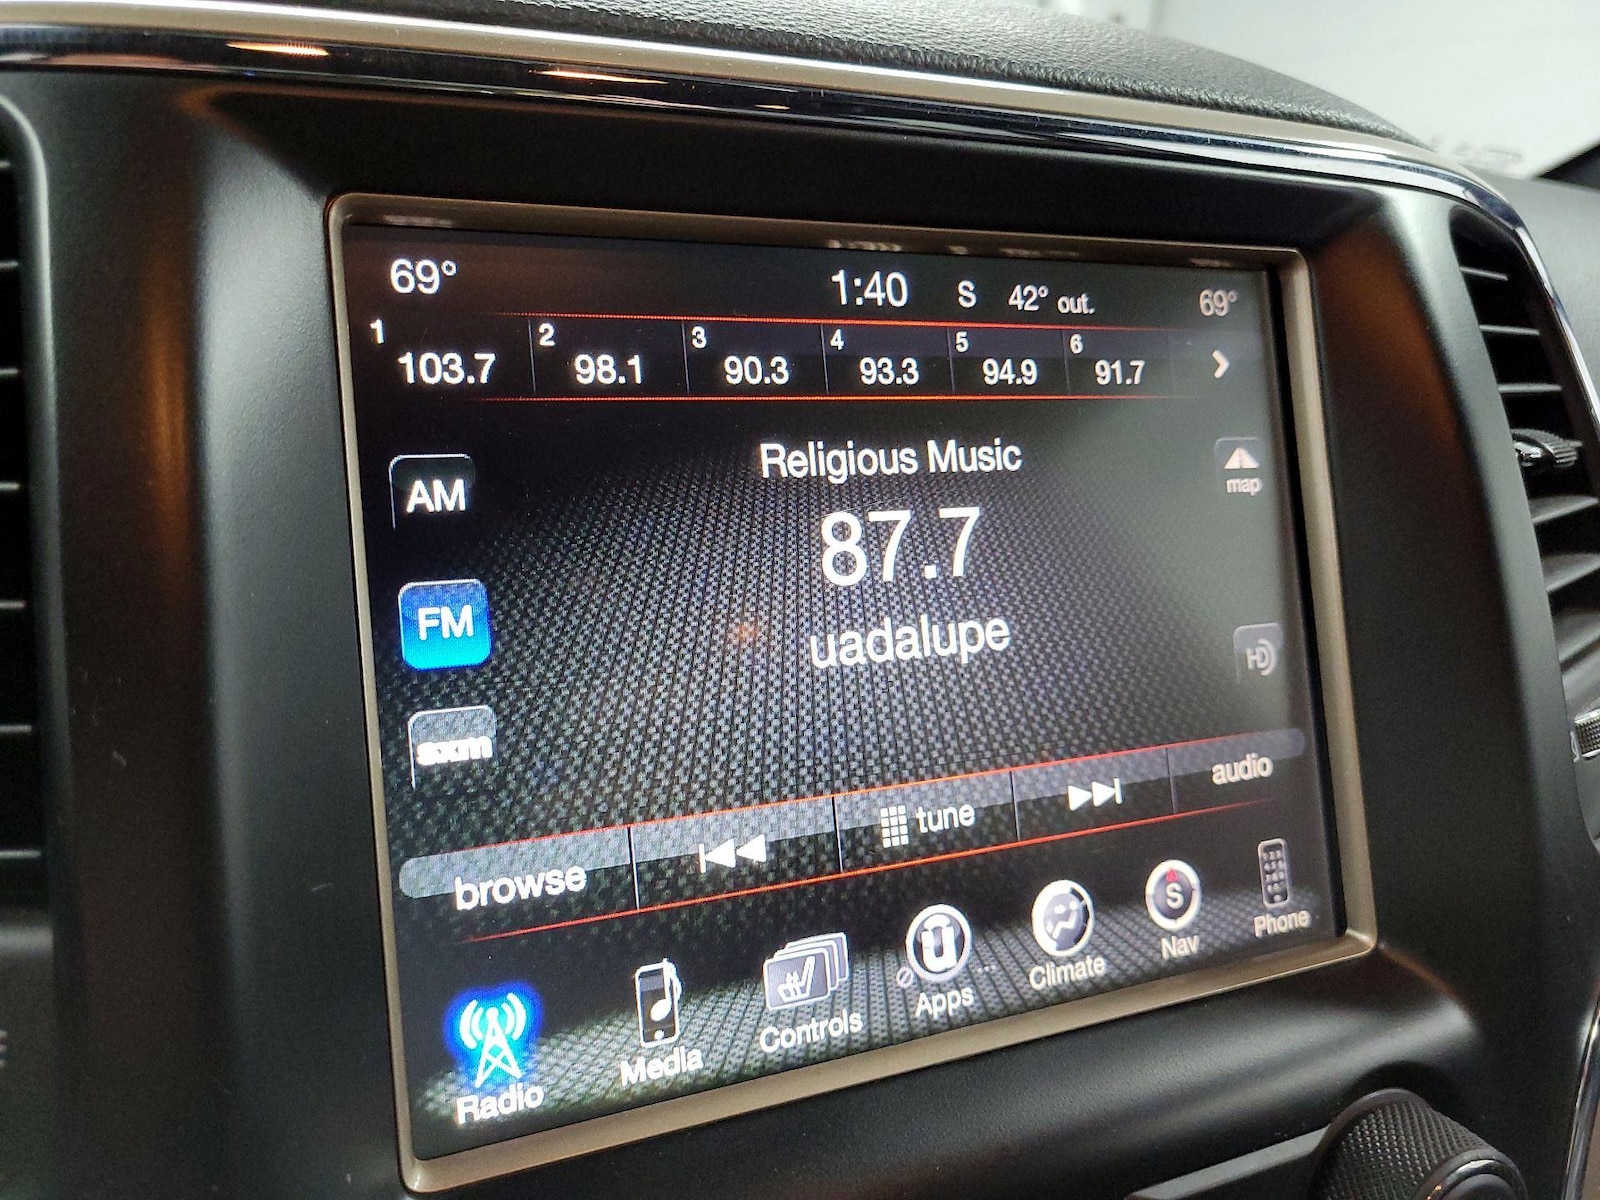 69° 1:40 S 42° out. 69°
1 2 3 4 5 6
103.7 98.1 90.3 93.3 94.9 91.7
Religious Music
map
AM
87.7
FM
uadalupe
HD
sxm
browse tune audio
Radio Media Controls Apps Climate S Nav Phone